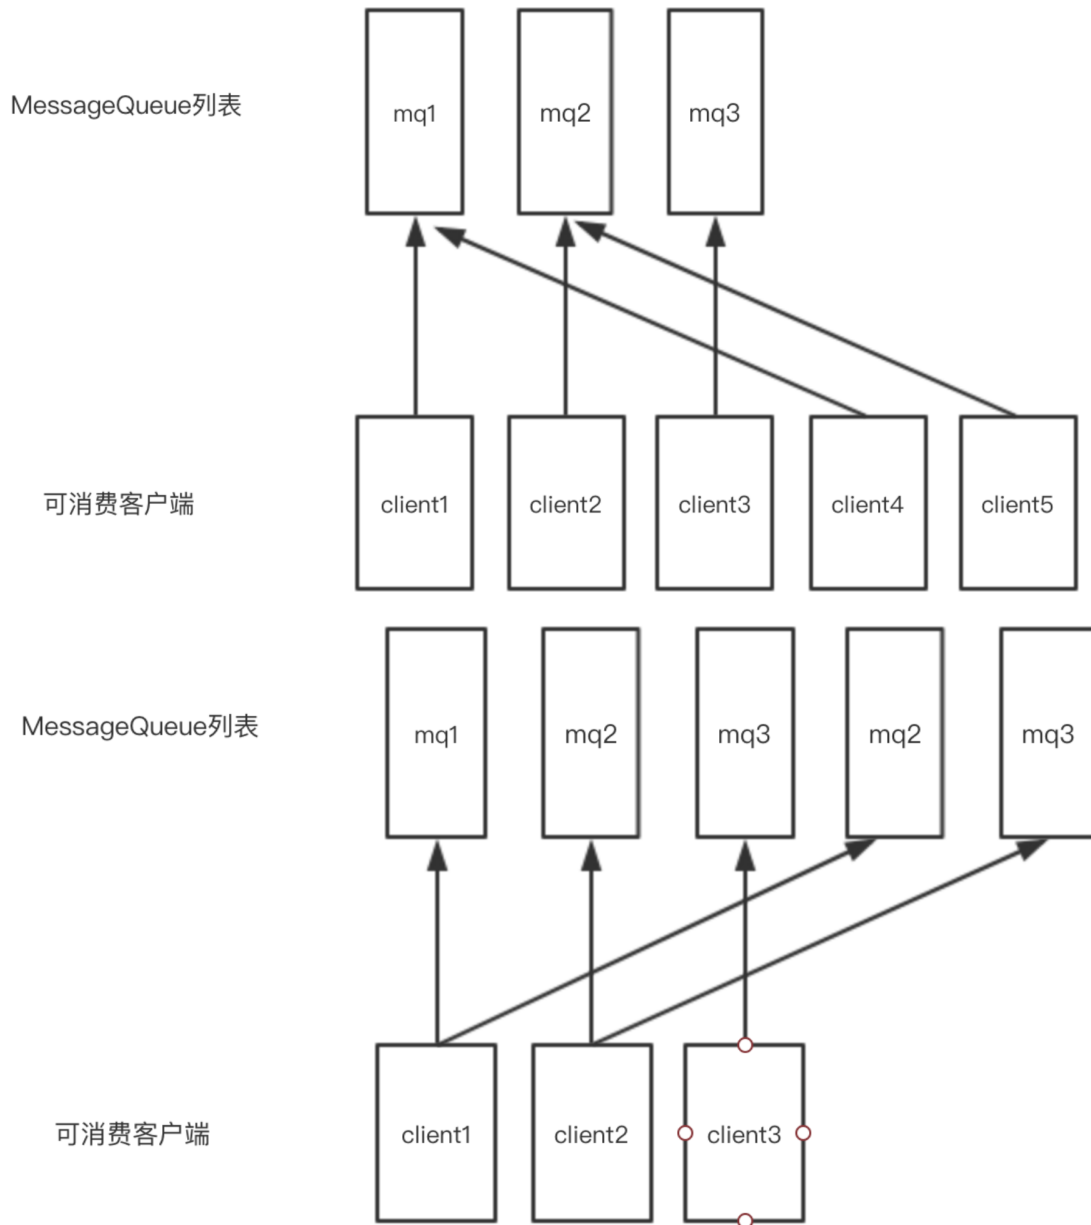 MessageQueue列表
mq1
mq2
mq3
可消费客户端
client1
client2
client3
client4
client5
MessageQueue列表
mq1
mq2
mq3
mq2
mq3
可消费客户端
client1
client2
client3